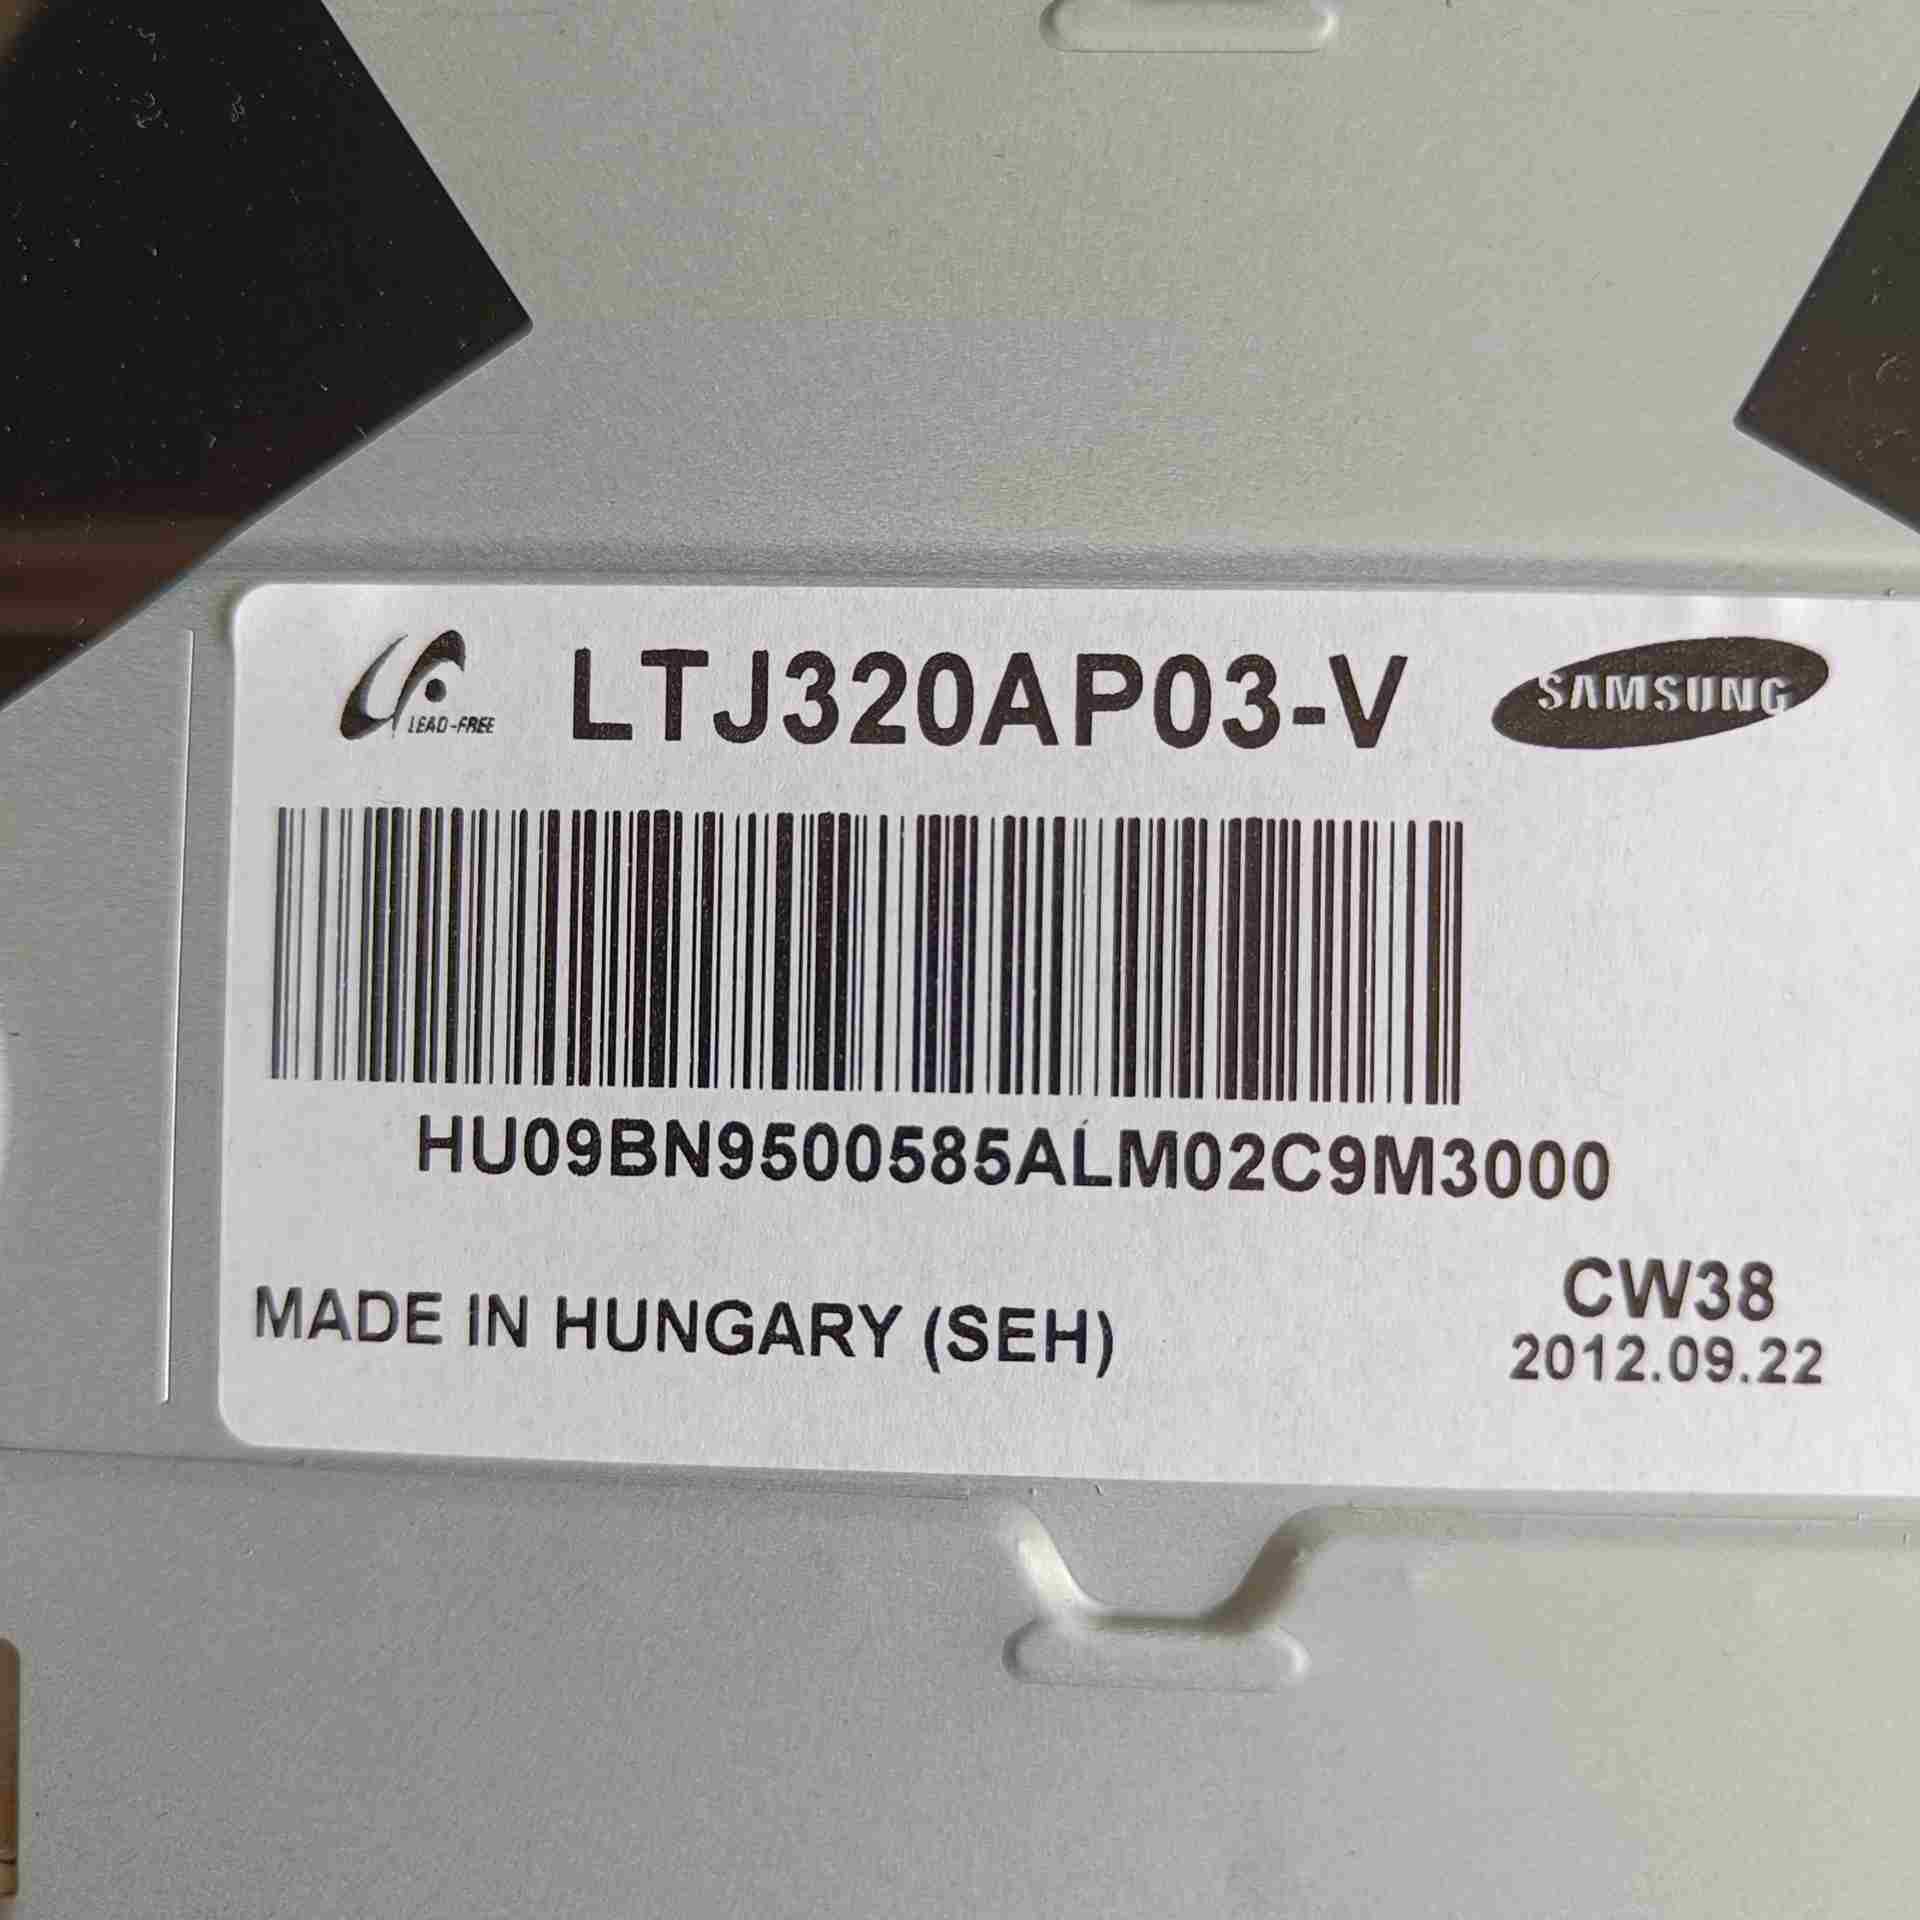 LEAD-FREE
LTJ320AP03-V
SAMSUNG
HU09BN9500585ALM02C9M3000
MADE IN HUNGARY (SEH)
CW38
2012.09.22